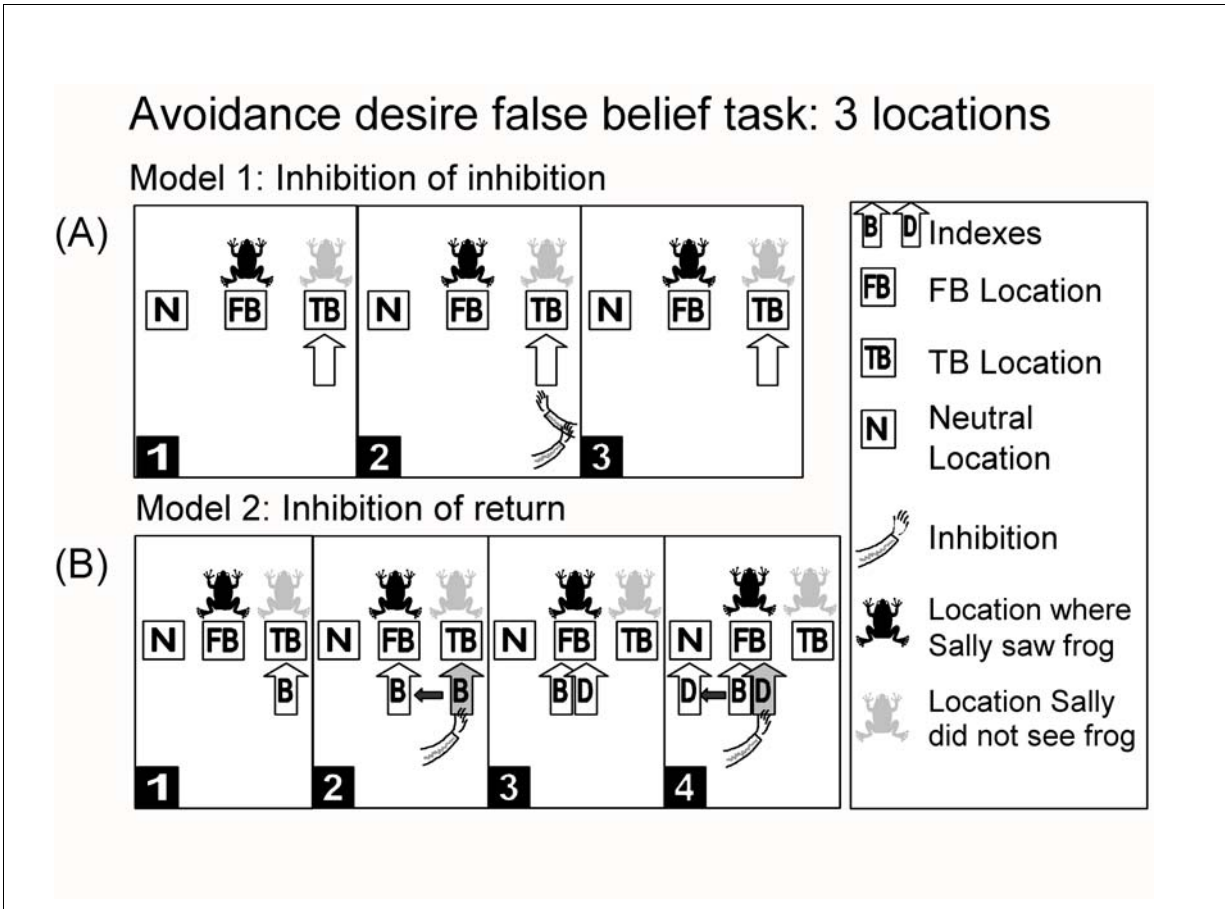 Avoidance desire false belief task: 3 locations
Model 1: Inhibition of inhibition
(A)
N FB TB N FB TB N FB TB
1 2 3
Model 2: Inhibition of return
(B)
N FB TB N FB TB N FB TB N FB TB
B B B B D D B D
1 2 3 4
B D Indexes
FB FB Location
TB TB Location
N Neutral
Location
Inhibition
Location where
Sally saw frog
Location Sally
did not see frog